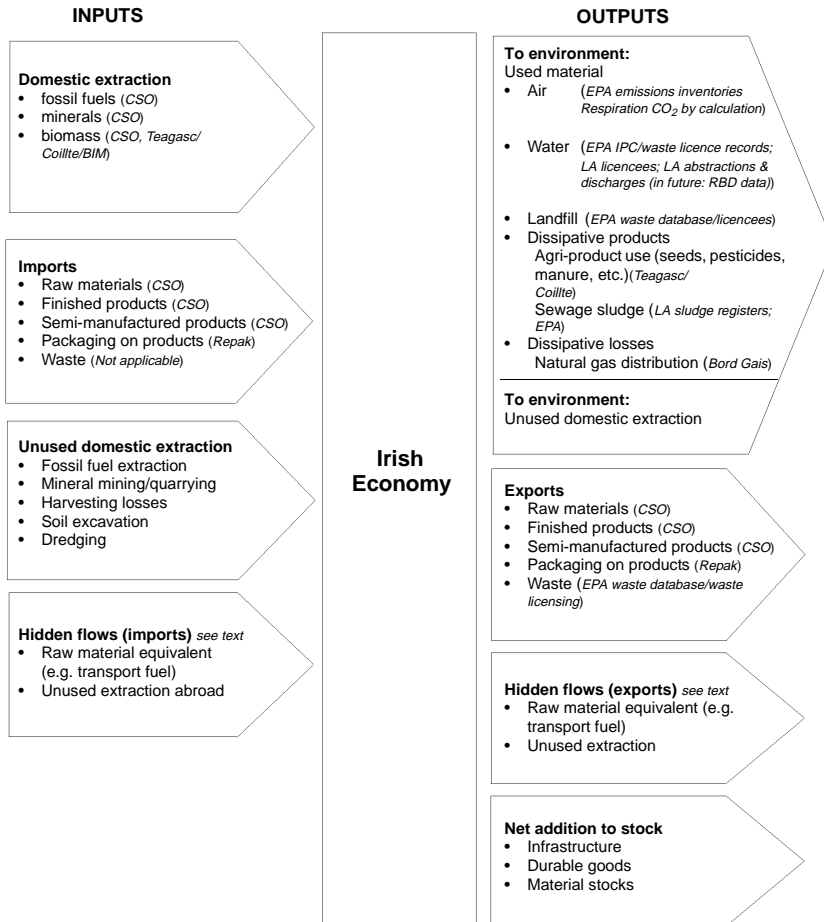 INPUTS
Domestic extraction
• fossil fuels (CSO)
• minerals (CSO)
• biomass (CSO, Teagasc/
Coillte/BIM)
Imports
• Raw materials (CSO)
• Finished products (CSO)
• Semi-manufactured products (CSO)
• Packaging on products (Repak)
• Waste (Not applicable)
Unused domestic extraction
• Fossil fuel extraction
• Mineral mining/quarrying
• Harvesting losses
• Soil excavation
• Dredging
Hidden flows (imports) see text
• Raw material equivalent
(e.g. transport fuel)
• Unused extraction abroad
Irish
Economy
OUTPUTS
To environment:
Used material
• Air (EPA emissions inventories
Respiration CO₂ by calculation)
• Water (EPA IPC/waste licence records;
LA licencees; LA abstractions &
discharges (in future: RBD data))
• Landfill (EPA waste database/licencees)
• Dissipative products
Agri-product use (seeds, pesticides,
manure, etc.)(Teagasc/
Coillte)
Sewage sludge (LA sludge registers;
EPA)
• Dissipative losses
Natural gas distribution (Bord Gais)
To environment:
Unused domestic extraction
Exports
• Raw materials (CSO)
• Finished products (CSO)
• Semi-manufactured products (CSO)
• Packaging on products (Repak)
• Waste (EPA waste database/waste
licensing)
Hidden flows (exports) see text
• Raw material equivalent (e.g.
transport fuel)
• Unused extraction
Net addition to stock
• Infrastructure
• Durable goods
• Material stocks